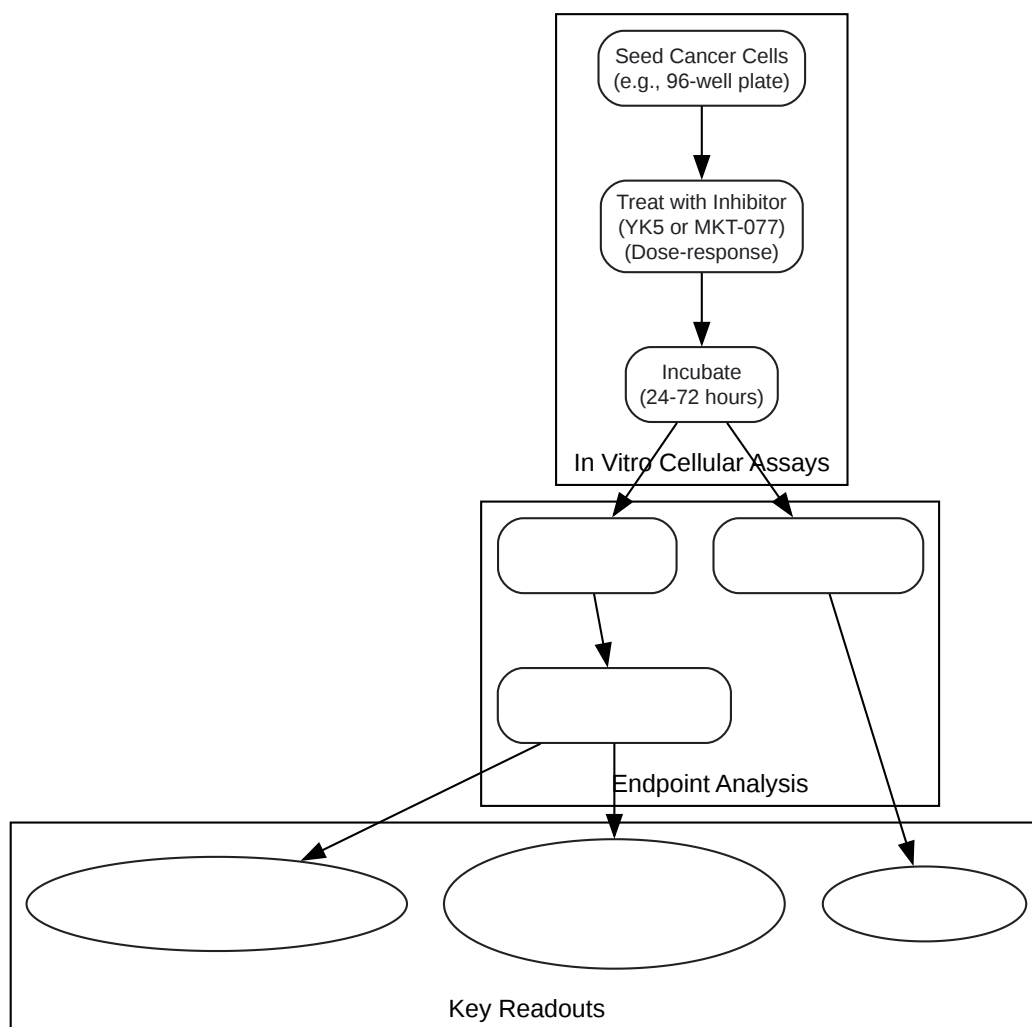 Seed Cancer Cells
(e.g., 96-well plate)
Treat with Inhibitor
(YK5 or MKT-077)
(Dose-response)
Incubate
(24-72 hours)
In Vitro Cellular Assays
Endpoint Analysis
Key Readouts